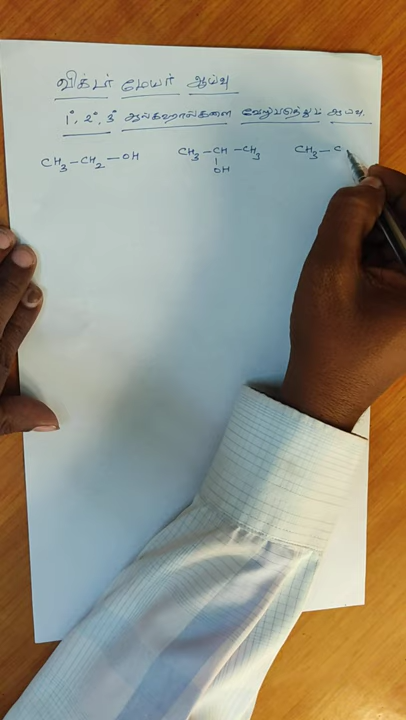 விக்டர் மேயர் ஆய்வு
1°, 2°, 3° ஆல்கஹால்களை வேறுபடுத்தும் ஆய்வு.
CH3-CH2-OH CH3-CH-CH3 CH3-C
OH